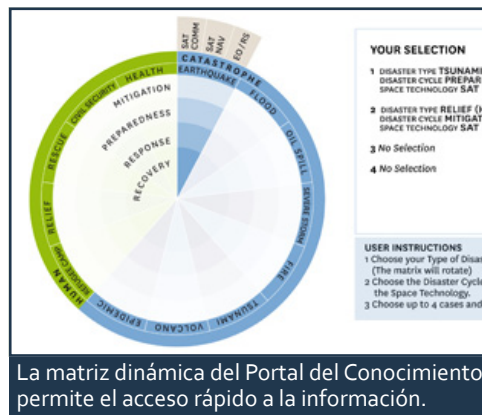 SAT COMM
SAT NAV
EO / RS
CATASTROPHE
EARTHQUAKE
FLOOD
OIL SPILL
SEVERE STORM
FIRE
TSUNAMI
VOLCANO
EPIDEMIC
HUMAN
REFUGEE CAMP
RELIEF
RESCUE
CIVIL SECURITY
HEALTH
MITIGATION
PREPAREDNESS
RESPONSE
RECOVERY
YOUR SELECTION
1 DISASTER TYPE TSUNAMI
DISASTER CYCLE PREPAR
SPACE TECHNOLOGY SAT
2 DISASTER TYPE RELIEF (H
DISASTER CYCLE MITIGAT
SPACE TECHNOLOGY SAT
3 No Selection
4 No Selection
USER INSTRUCTIONS
1 Choose your Type of Disas
(The matrix will rotate)
2 Choose the Disaster Cycle
the Space Technology.
3 Choose up to 4 cases and
La matriz dinámica del Portal del Conocimiento
permite el acceso rápido a la información.